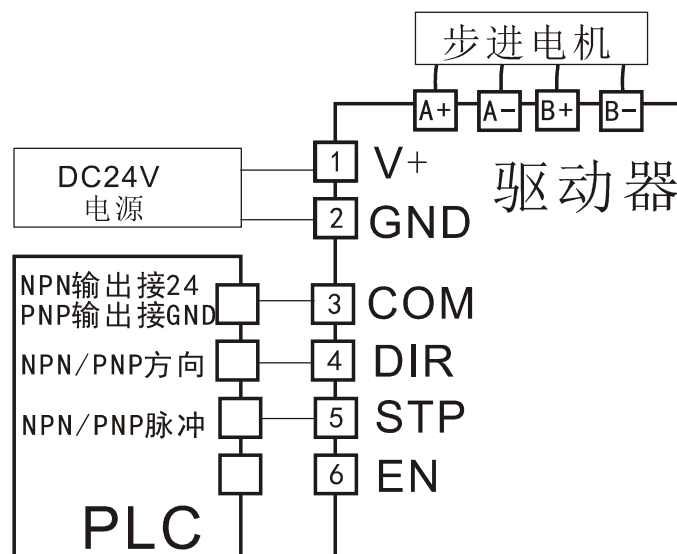 步进电机
A+ A- B+ B-
驱动器
DC24V
电源
1 V+
2 GND
NPN输出接24
PNP输出接GND
3 COM
NPN/PNP方向
4 DIR
NPN/PNP脉冲
5 STP
6 EN
PLC